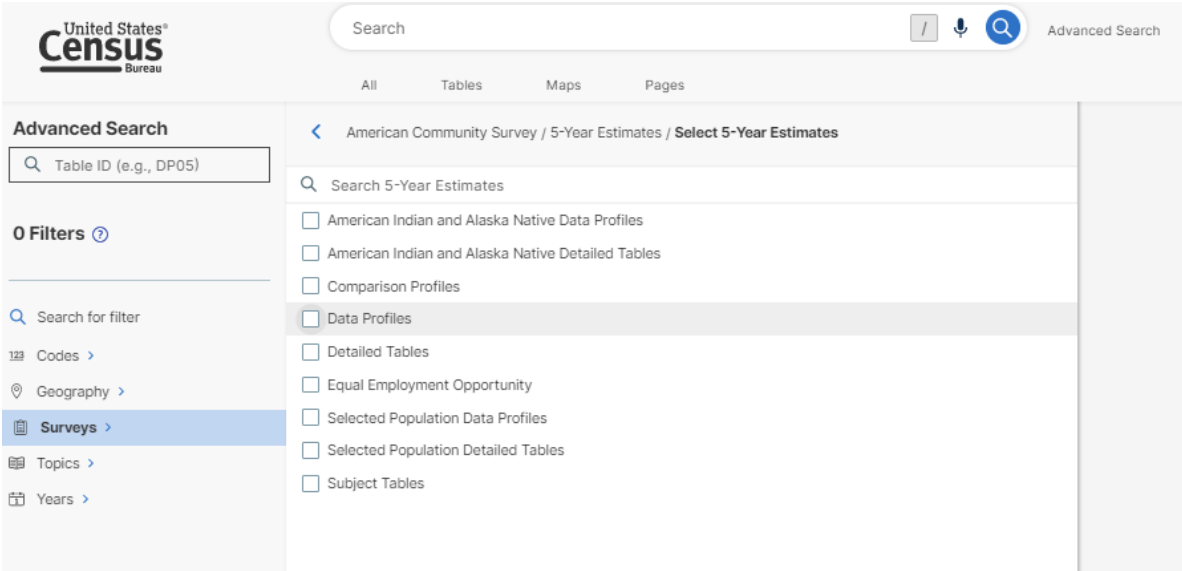 United States®
Census
Bureau
Search
/
Advanced Search
All Tables Maps Pages
Advanced Search
Table ID (e.g., DP05)
0 Filters ?
Search for filter
123 Codes >
Geography >
Surveys >
Topics >
1 Years >
< American Community Survey / 5-Year Estimates / Select 5-Year Estimates
Search 5-Year Estimates
American Indian and Alaska Native Data Profiles
American Indian and Alaska Native Detailed Tables
Comparison Profiles
Data Profiles
Detailed Tables
Equal Employment Opportunity
Selected Population Data Profiles
Selected Population Detailed Tables
Subject Tables